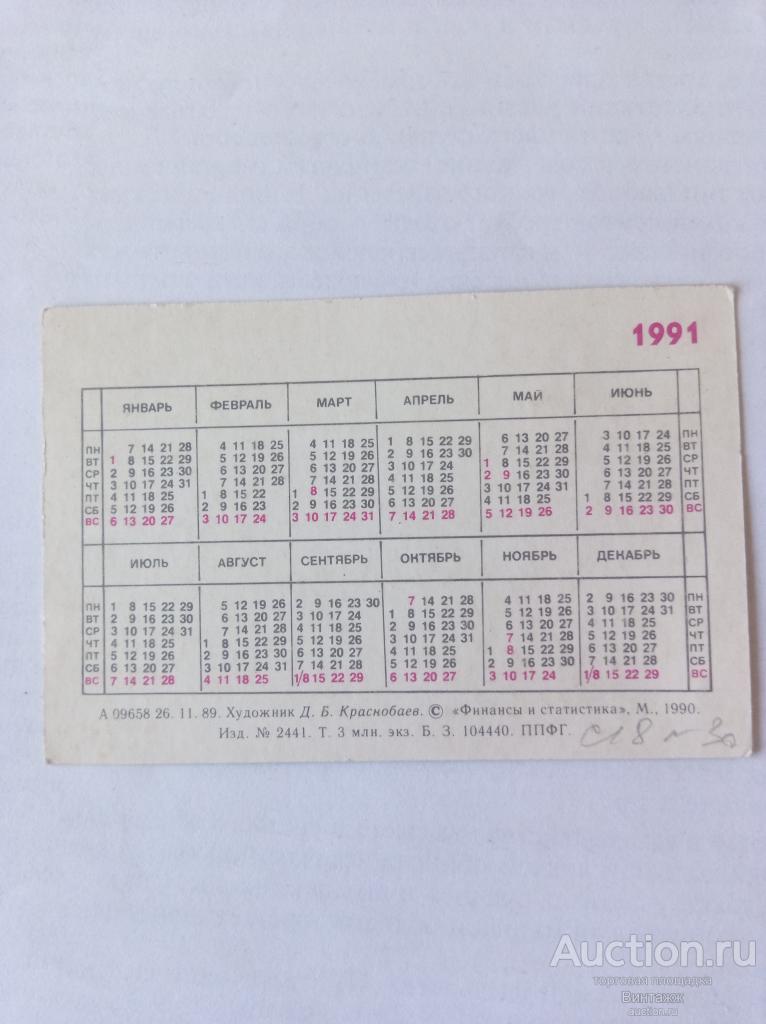 1991
ЯНВАРЬ ФЕВРАЛЬ МАРТ АПРЕЛЬ МАЙ ИЮНЬ
ПН 7 14 21 28 4 11 18 25 4 11 18 25 1 8 15 22 29 6 13 20 27 3 10 17 24 ПН
ВТ 1 8 15 22 29 5 12 19 26 5 12 19 26 2 9 16 23 30 7 14 21 28 4 11 18 25 ВТ
СР 2 9 16 23 30 6 13 20 27 6 13 20 27 3 10 17 24 1 8 15 22 29 5 12 19 26 СР
ЧТ 3 10 17 24 31 7 14 21 28 7 14 21 28 4 11 18 25 2 9 16 23 30 6 13 20 27 ЧТ
ПТ 4 11 18 25 1 8 15 22 1 8 15 22 29 5 12 19 26 3 10 17 24 31 7 14 21 28 ПТ
СБ 5 12 19 26 2 9 16 23 2 9 16 23 30 6 13 20 27 4 11 18 25 1 8 15 22 29 СБ
ВС 6 13 20 27 3 10 17 24 3 10 17 24 31 7 14 21 28 5 12 19 26 2 9 16 23 30 ВС
ИЮЛЬ АВГУСТ СЕНТЯБРЬ ОКТЯБРЬ НОЯБРЬ ДЕКАБРЬ
ПН 1 8 15 22 29 5 12 19 26 2 9 16 23 30 7 14 21 28 4 11 18 25 2 9 16 23 30 ПН
ВТ 2 9 16 23 30 6 13 20 27 3 10 17 24 1 8 15 22 29 5 12 19 26 3 10 17 24 31 ВТ
СР 3 10 17 24 31 7 14 21 28 4 11 18 25 2 9 16 23 30 6 13 20 27 4 11 18 25 СР
ЧТ 4 11 18 25 1 8 15 22 29 5 12 19 26 3 10 17 24 31 7 14 21 28 5 12 19 26 ЧТ
ПТ 5 12 19 26 2 9 16 23 30 6 13 20 27 4 11 18 25 1 8 15 22 29 6 13 20 27 ПТ
СБ 6 13 20 27 3 10 17 24 31 7 14 21 28 5 12 19 26 2 9 16 23 30 7 14 21 28 СБ
ВС 7 14 21 28 4 11 18 25 1/8 15 22 29 6 13 20 27 3 10 17 24 1/8 15 22 29 ВС
А 09658 26. 11. 89. Художник Д. Б. Краснобаев. © «Финансы и статистика», М., 1990.
Изд. № 2441. Т. 3 млн. экз. Б. З. 104440. ППФГ.
Auction.ru
торговая площадка
Винтажок
auction.ru